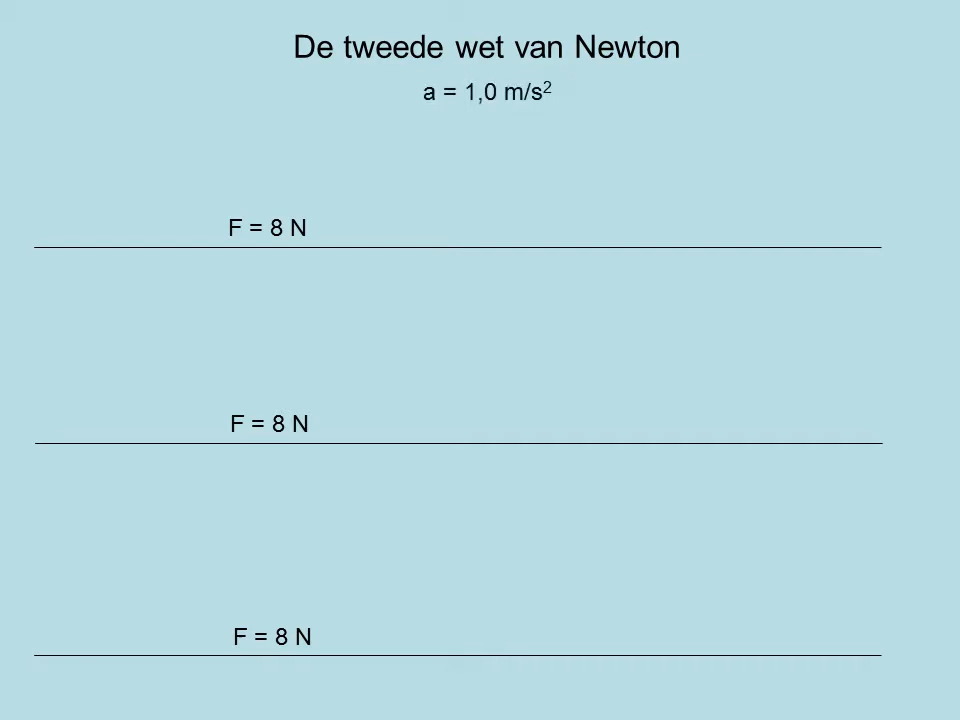 De tweede wet van Newton
a = 1,0 m/s²
F = 8 N
F = 8 N
F = 8 N